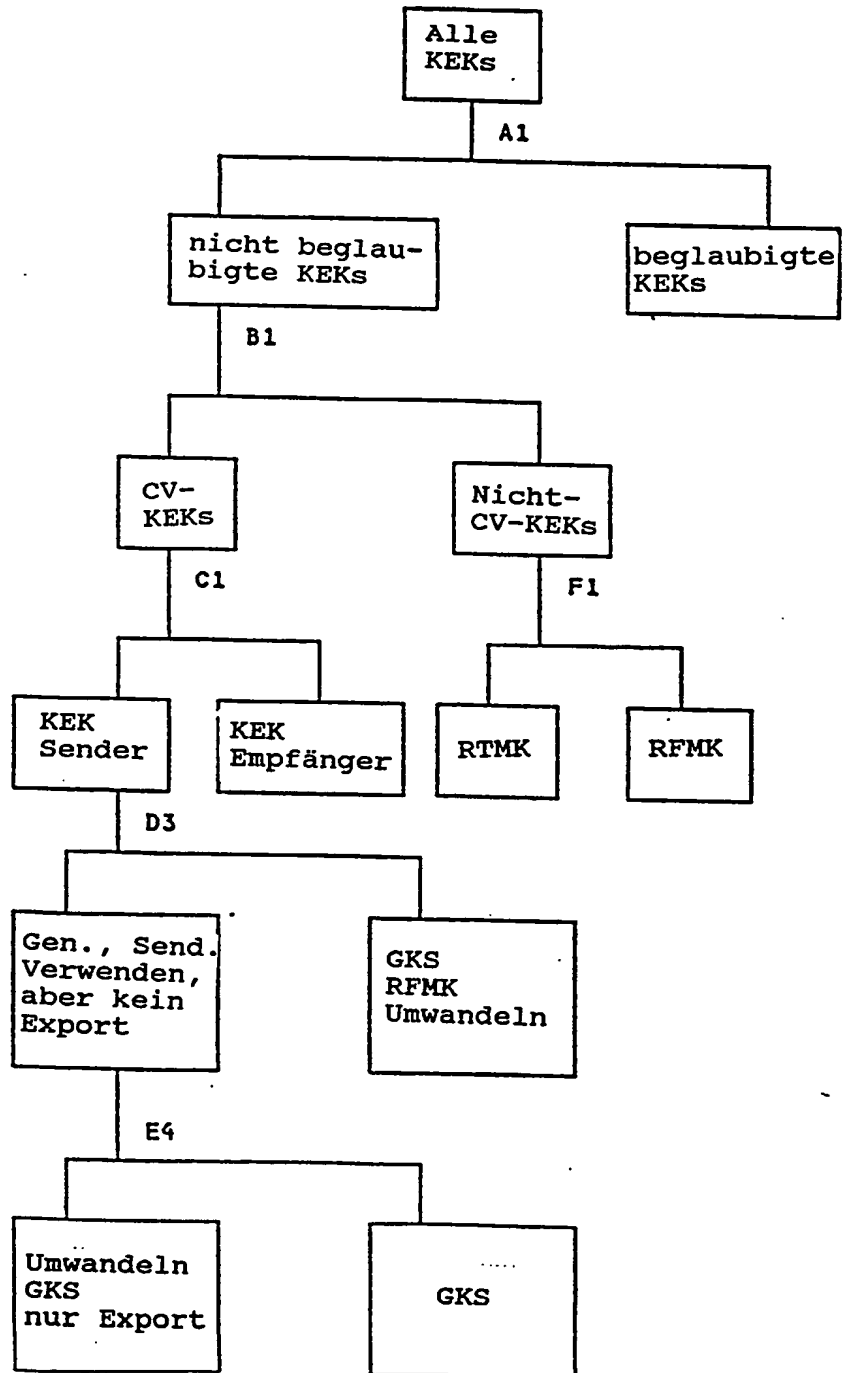 Alle
KEKs
A1
nicht beglau-
bigte KEKs
beglaubigte
KEKs
B1
CV-
KEKs
Nicht-
CV-KEKs
C1
F1
KEK
Sender
KEK
Empfänger
RTMK
RFMK
D3
Gen., Send.
Verwenden,
aber kein
Export
GKS
RFMK
Umwandeln
E4
Umwandeln
GKS
nur Export
GKS